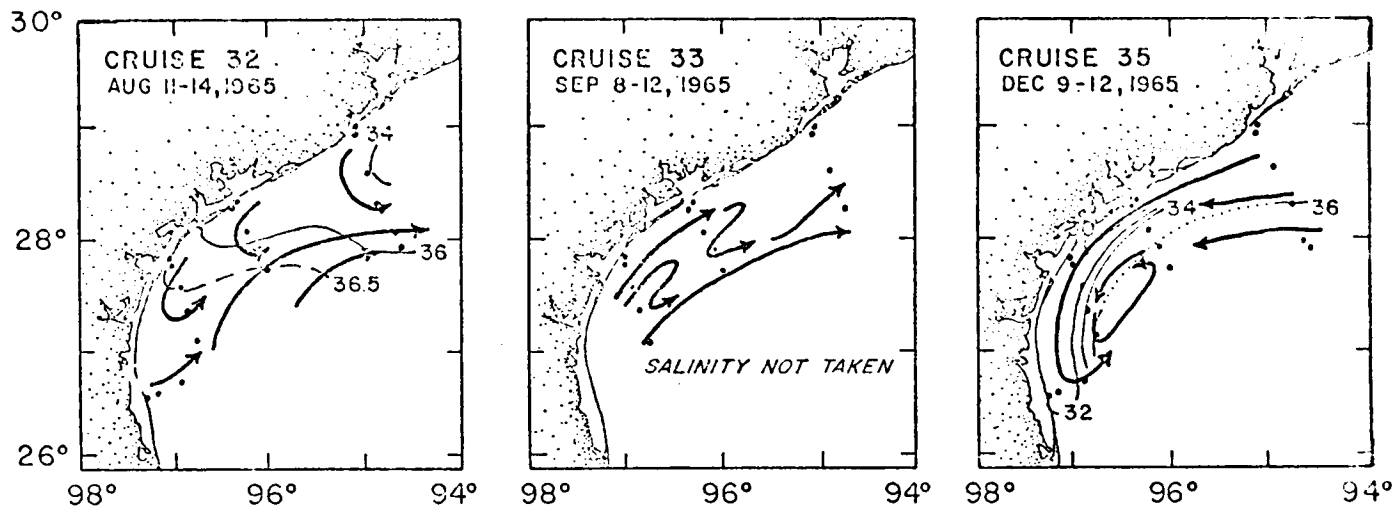 30°
28°
26°
CRUISE 32
AUG 11-14, 1965
34
36
36.5
98°
96°
94°
CRUISE 33
SEP 8-12, 1965
SALINITY NOT TAKEN
98°
96°
94°
CRUISE 35
DEC 9-12, 1965
34
36
32
98°
96°
94°